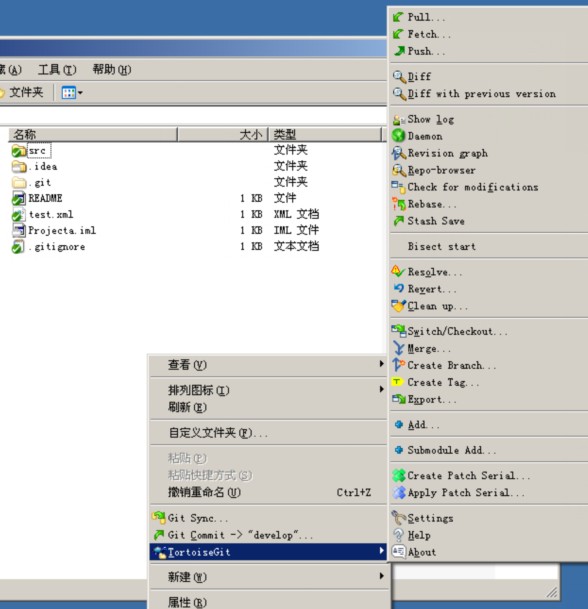 Pull...
Fetch...
Push...
Diff
Diff with previous version
Show log
Daemon
Revision graph
Repo-browser
Check for modifications
Rebase...
Stash Save
Bisect start
Resolve...
Revert...
Clean up...
Switch/Checkout...
Merge...
Create Branch...
Create Tag...
Export...
Add...
Submodule Add...
Create Patch Serial...
Apply Patch Serial...
Settings
Help
About
(A) 工具(T) 帮助(H)
文件夹
名称 大小 类型
src 文件夹
.idea 文件夹
.git 文件夹
README 1 KB 文件
test.xml 1 KB XML 文档
Projecta.iml 1 KB IML 文件
.gitignore 1 KB 文本文档
查看(V)
排列图标(I)
刷新(E)
自定义文件夹(F)...
粘贴(P)
粘贴快捷方式(S)
撤销重命名(U) Ctrl+Z
Git Sync...
Git Commit -> "develop"...
TortoiseGit
新建(W)
属性(R)